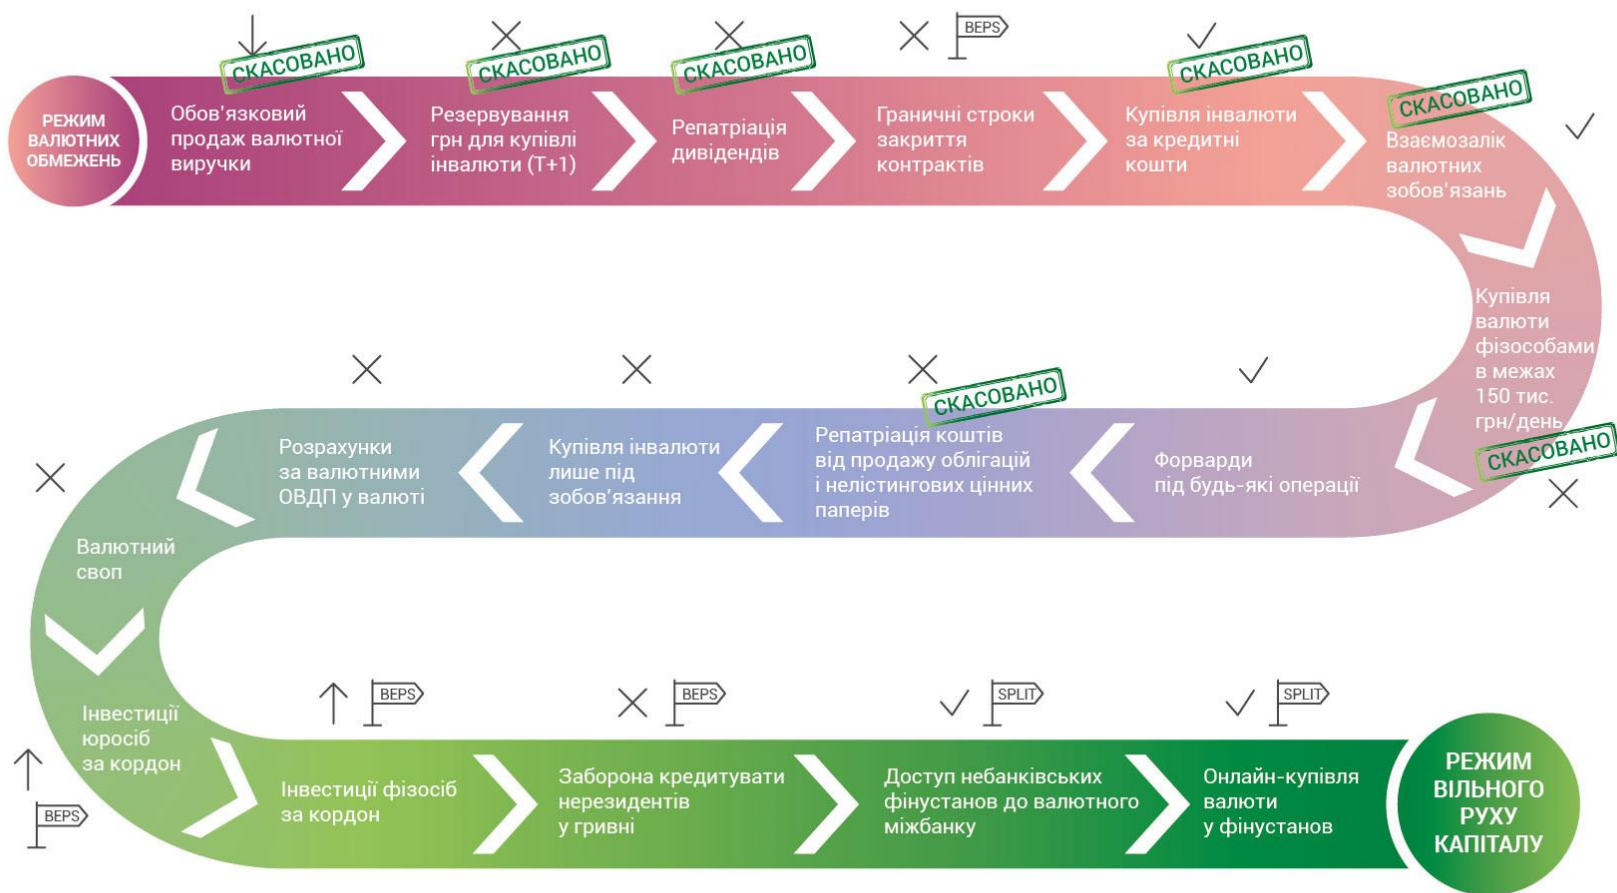 BEPS
СКАСОВАНО
СКАСОВАНО
СКАСОВАНО
СКАСОВАНО
СКАСОВАНО
РЕЖИМ
ВАЛЮТНИХ
ОБМЕЖЕНЬ
Обов'язковий
продаж валютної
виручки
Резервування
грн для купівлі
інвалюти (Т+1)
Репатріація
дивідендів
Граничні строки
закриття
контрактів
Купівля інвалюти
за кредитні
кошти
Взаємозалік
валютних
зобов'язань
Купівля
валюти
фізособами
в межах
150 тис.
грн/день
СКАСОВАНО
Форварди
під будь-які операції
СКАСОВАНО
Репатріація коштів
від продажу облігацій
і нелістингових цінних
паперів
Купівля інвалюти
лише під
зобов'язання
Розрахунки
за валютними
ОВДП у валюті
Валютний
своп
Інвестиції
юросіб
за кордон
BEPS
BEPS
Інвестиції фізосіб
за кордон
BEPS
Заборона кредитувати
нерезидентів
у гривні
SPLIT
Доступ небанківських
фінустанов до валютного
міжбанку
SPLIT
Онлайн-купівля
валюти
у фінустанов
РЕЖИМ
ВІЛЬНОГО
РУХУ
КАПІТАЛУ